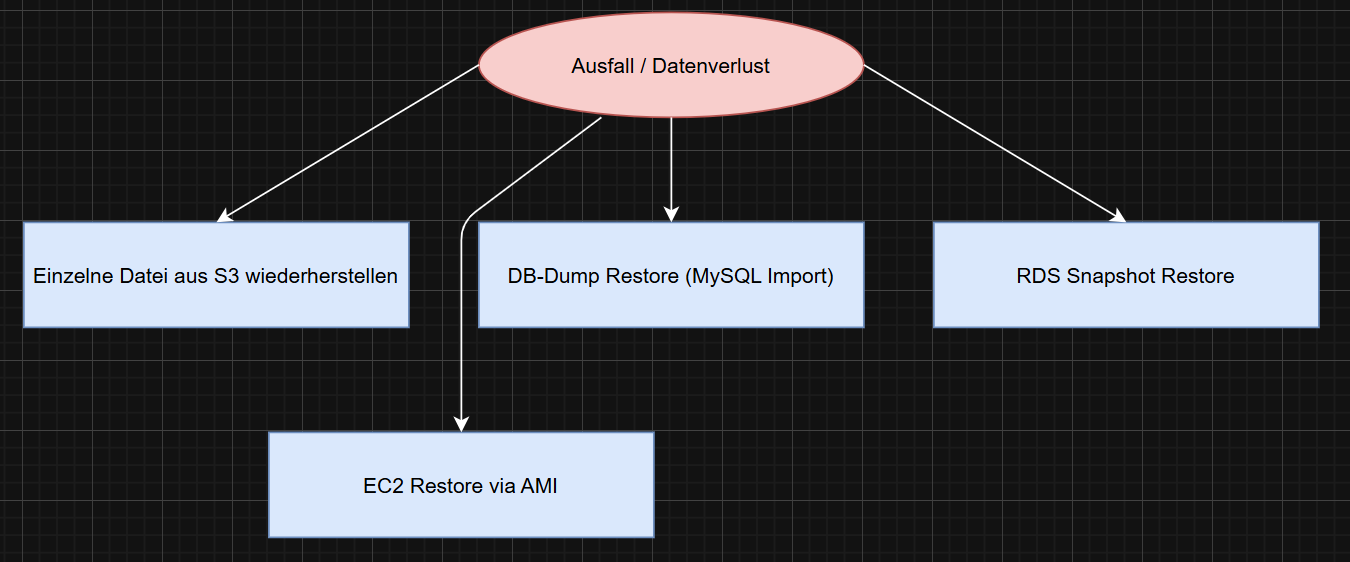 Ausfall / Datenverlust
Einzelne Datei aus S3 wiederherstellen
DB-Dump Restore (MySQL Import)
RDS Snapshot Restore
EC2 Restore via AMI